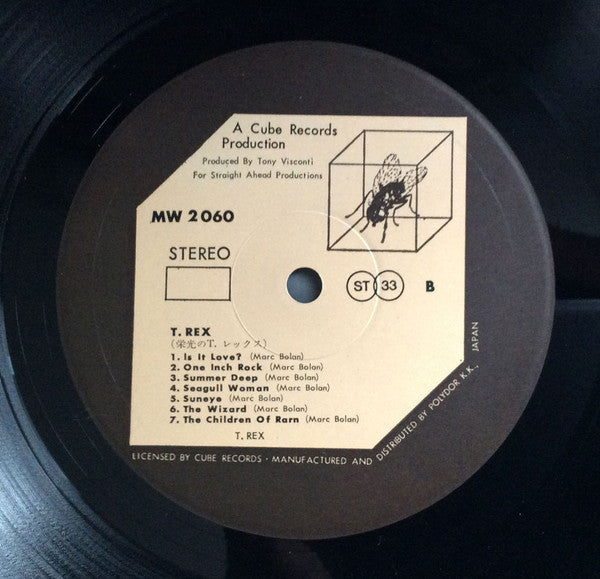 A Cube Records
Production
Produced By Tony Visconti
For Straight Ahead Productions
MW 2060
STEREO
ST 33
B
T. REX
(栄光のT. レックス)
1. Is It Love? (Marc Bolan)
2. One Inch Rock (Marc Bolan)
3. Summer Deep (Marc Bolan)
4. Seagull Woman (Marc Bolan)
5. Suneye (Marc Bolan)
6. The Wizard (Marc Bolan)
7. The Children Of Rarn (Marc Bolan)
T. REX
LICENSED BY CUBE RECORDS · MANUFACTURED AND DISTRIBUTED BY POLYDOR K.K., JAPAN